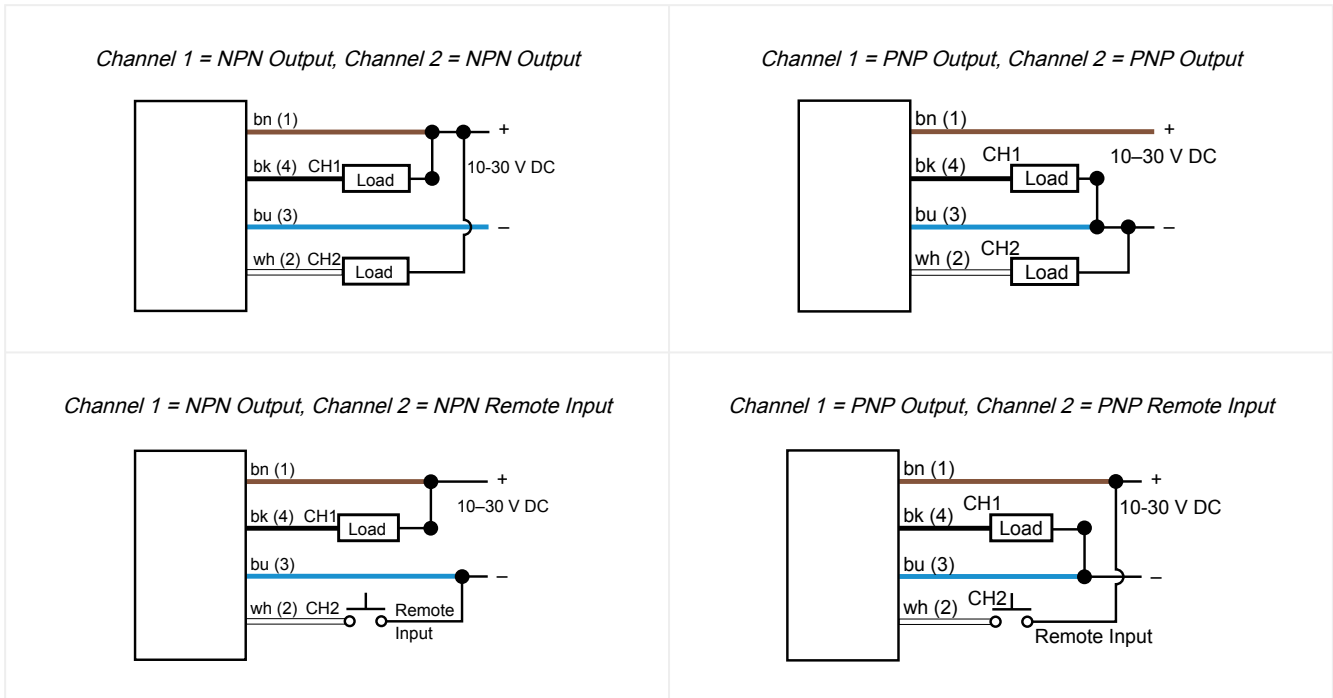 Channel 1 = NPN Output, Channel 2 = NPN Output
bn (1)
+
10-30 V DC
bk (4) CH1
Load
bu (3)
–
wh (2) CH2
Load
Channel 1 = PNP Output, Channel 2 = PNP Output
bn (1)
+
10–30 V DC
CH1
bk (4)
Load
bu (3)
–
CH2
wh (2)
Load
Channel 1 = NPN Output, Channel 2 = NPN Remote Input
bn (1)
+
10–30 V DC
bk (4) CH1
Load
bu (3)
–
wh (2) CH2
Remote
Input
Channel 1 = PNP Output, Channel 2 = PNP Remote Input
bn (1)
+
10-30 V DC
CH1
bk (4)
Load
bu (3)
–
CH2
wh (2)
Remote Input